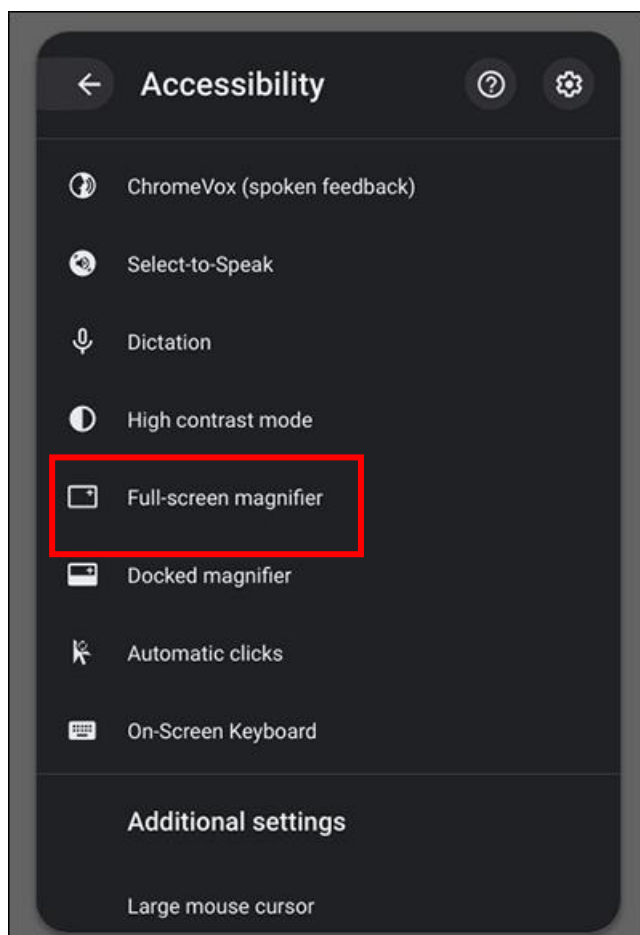 Accessibility
ChromeVox (spoken feedback)
Select-to-Speak
Dictation
High contrast mode
Full-screen magnifier
Docked magnifier
Automatic clicks
On-Screen Keyboard
Additional settings
Large mouse cursor